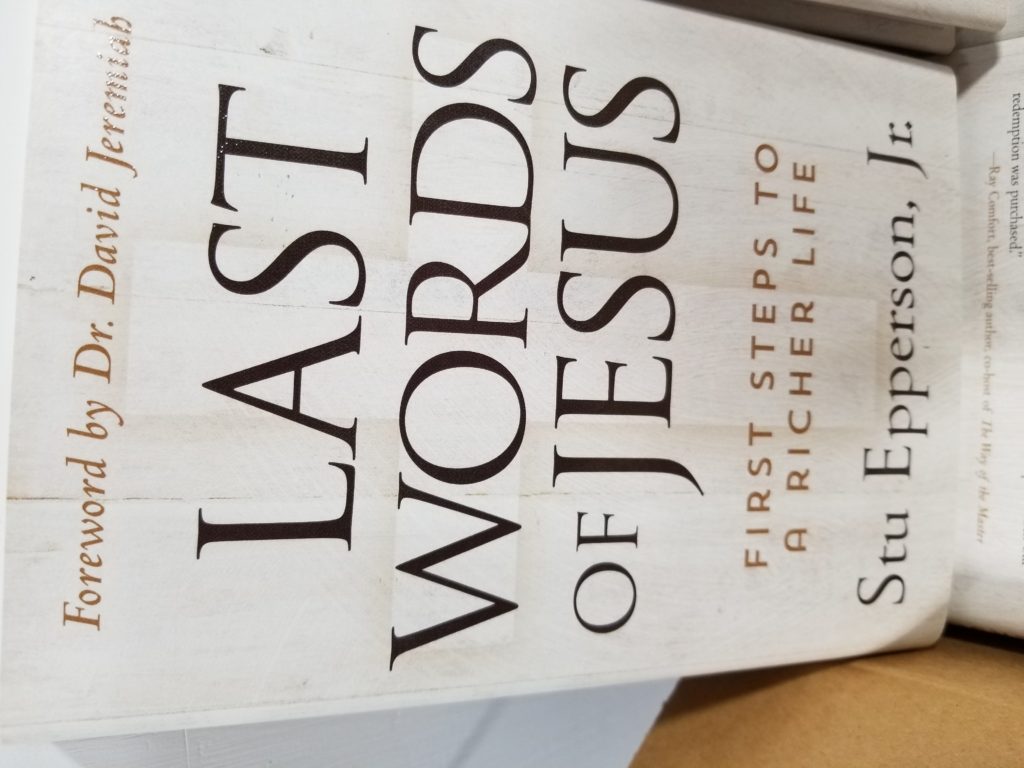 Foreword by Dr. David Jeremiah
LAST
WORDS
OF JESUS
FIRST STEPS TO
A RICHER LIFE
Stu Epperson, Jr.
redemption was purchased."
—Ray Comfort, best-selling author, co-host of The Way of the Master